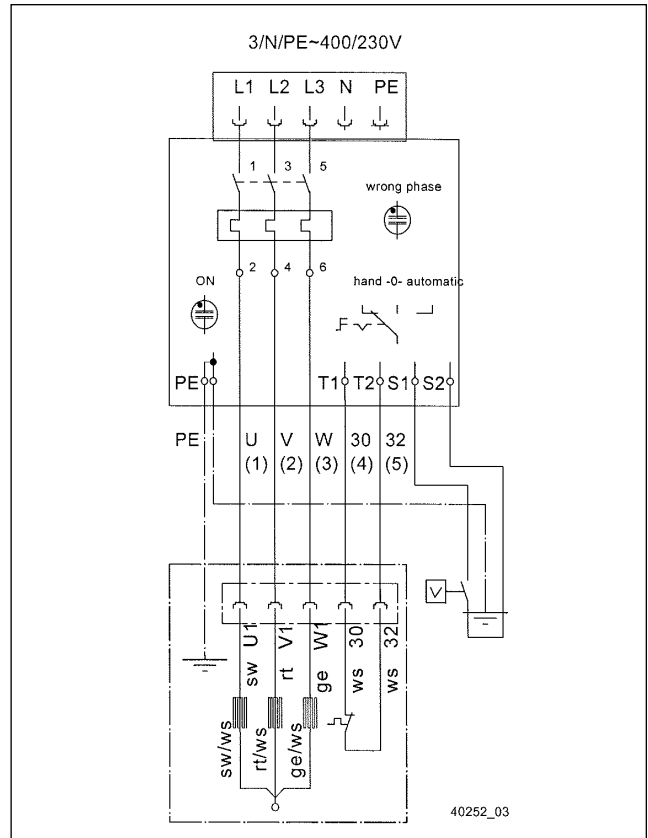 3/N/PE~400/230V
L1 L2 L3 N PE
1 3 5
wrong phase
2 4 6
ON
hand -0- automatic
PE T1 T2 S1 S2
PE U V W 30 32
(1) (2) (3) (4) (5)
U1 V1 W1 30 32
sw rt ge ws ws
sw/ws rt/ws ge/ws
40252_03